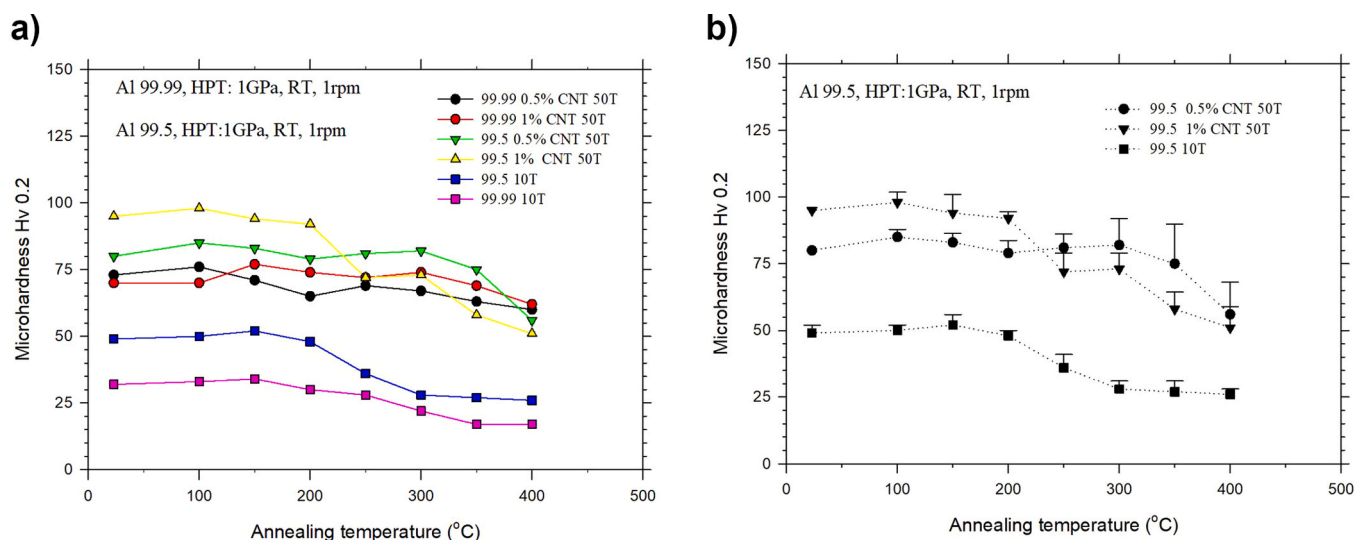 a)
150
125
100
75
50
25
0
Microhardness Hv 0.2
Al 99.99, HPT: 1GPa, RT, 1rpm
Al 99.5, HPT:1GPa, RT, 1rpm
99.99 0.5% CNT 50T
99.99 1% CNT 50T
99.5 0.5% CNT 50T
99.5 1% CNT 50T
99.5 10T
99.99 10T
0 100 200 300 400 500
Annealing temperature (°C)
b)
150
125
100
75
50
25
0
Microhardness Hv 0.2
Al 99.5, HPT:1GPa, RT, 1rpm
99.5 0.5% CNT 50T
99.5 1% CNT 50T
99.5 10T
0 100 200 300 400 500
Annealing temperature (°C)